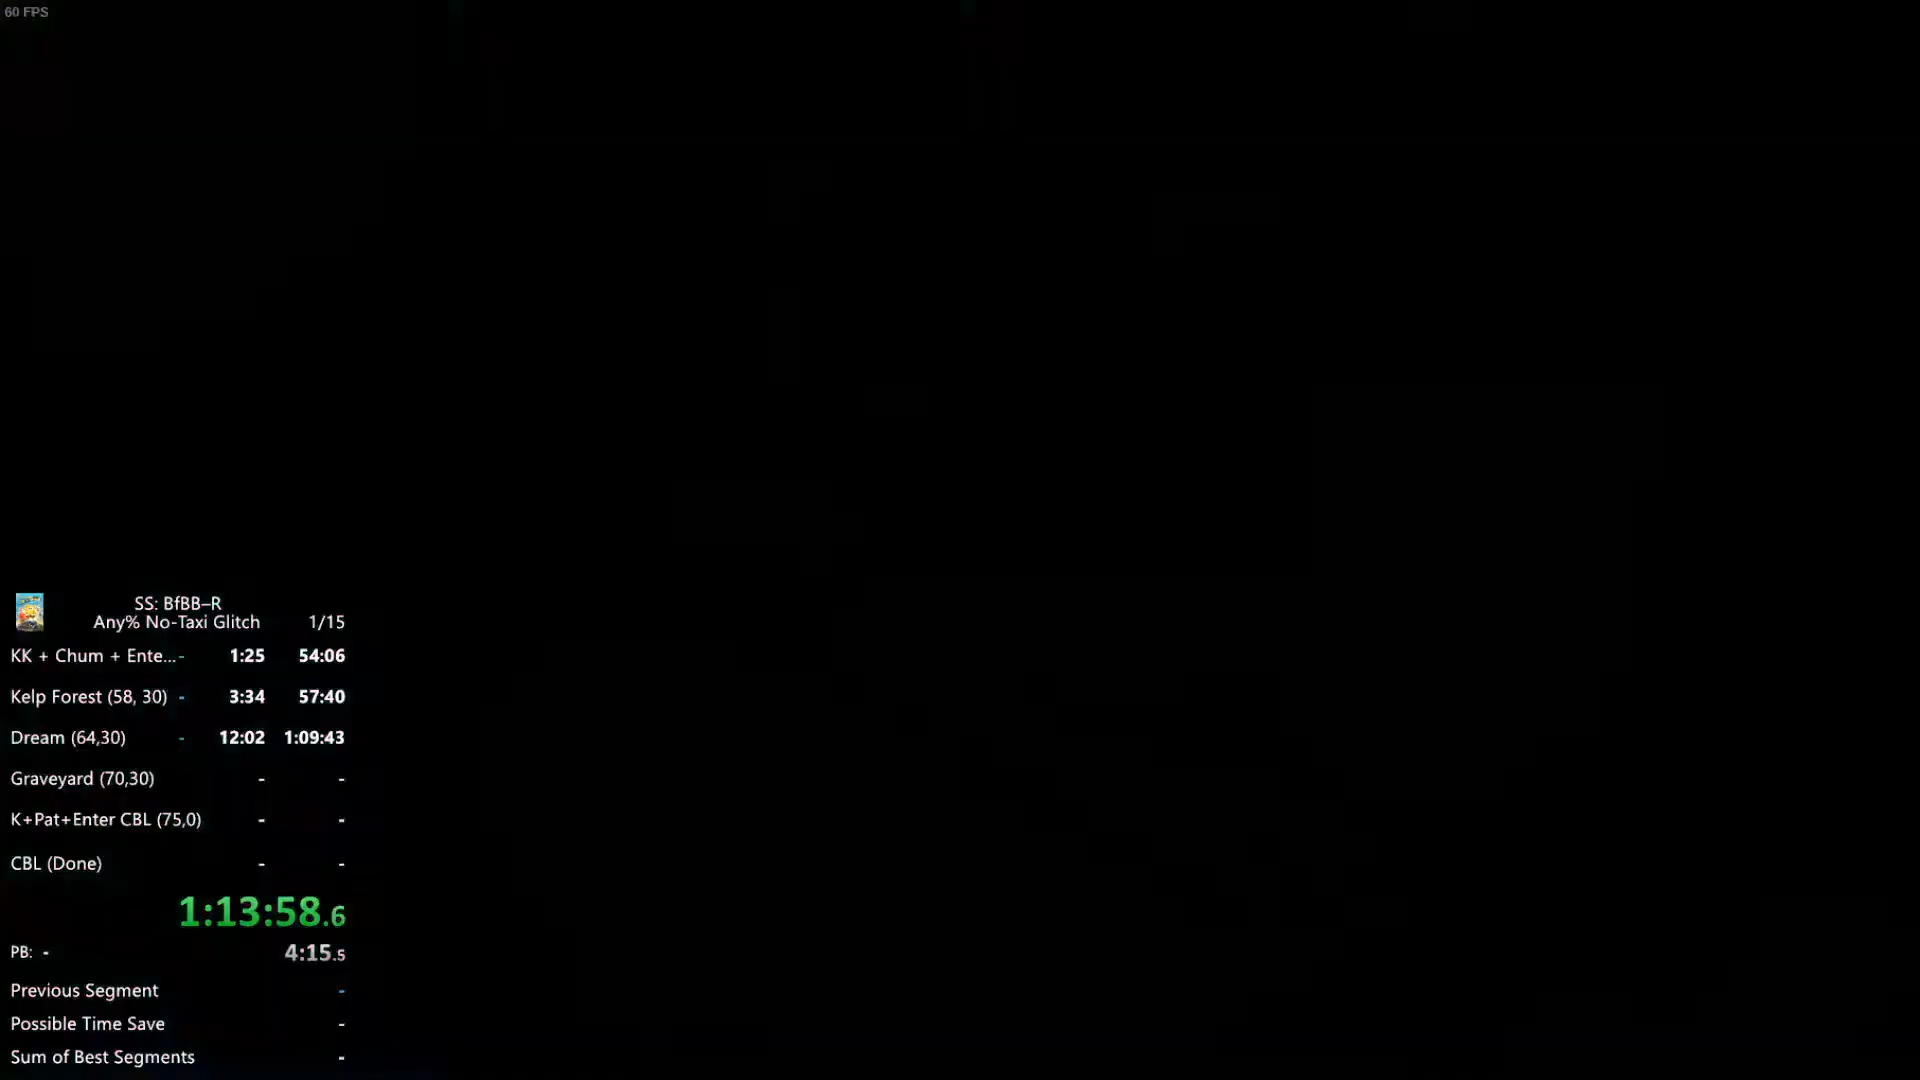 60 FPS
SS: BfBB–R
Any% No-Taxi Glitch 1/15
KK + Chum + Ente... - 1:25 54:06
Kelp Forest (58, 30) - 3:34 57:40
Dream (64,30) - 12:02 1:09:43
Graveyard (70,30) - -
K+Pat+Enter CBL (75,0) - -
CBL (Done) - -
1:13:58.6
PB: - 4:15.5
Previous Segment -
Possible Time Save -
Sum of Best Segments -